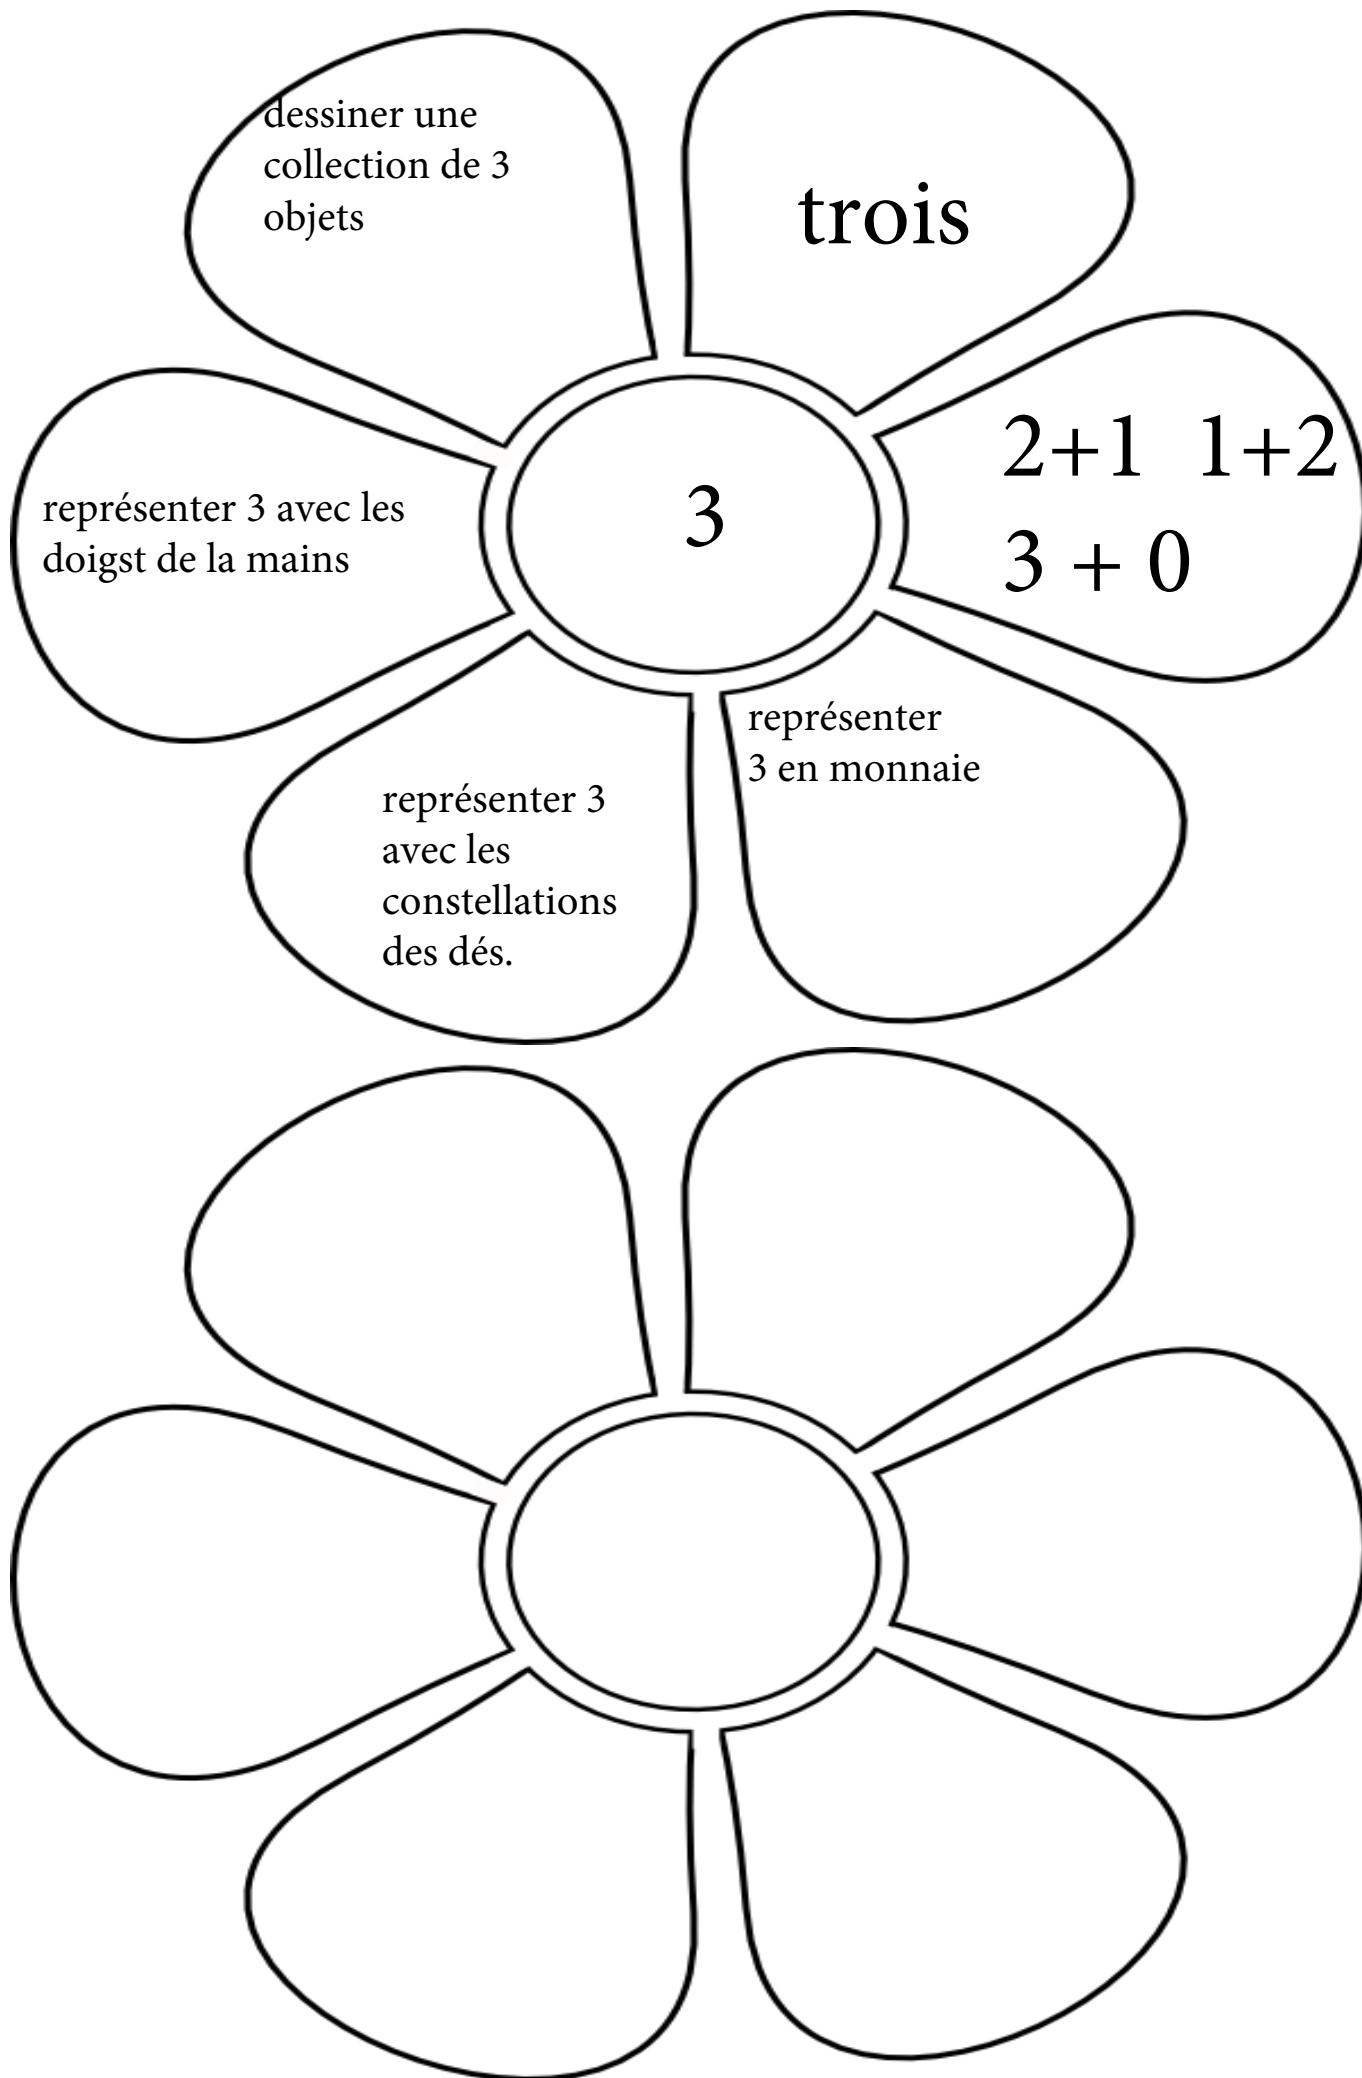 dessiner une
collection de 3
objets
trois
2+1 1+2
3 + 0
représenter 3 avec les
doigst de la mains
3
représenter
3 en monnaie
représenter 3
avec les
constellations
des dés.